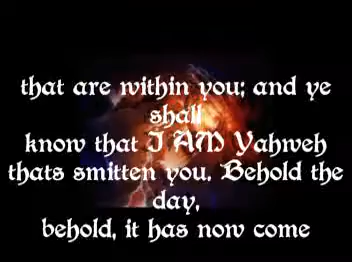 that are within you; and ye
shall
know that I AM Yahweh
thats smitten you. Behold the
day,
behold, it has now come